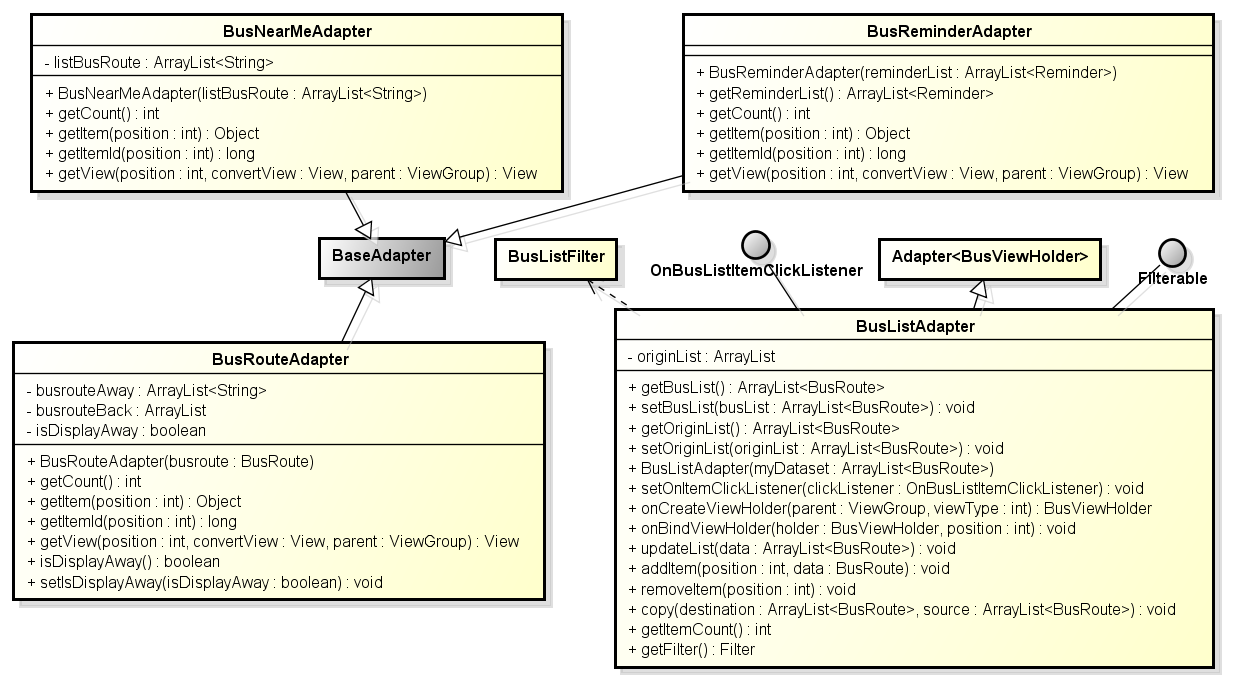 BusNearMeAdapter
- listBusRoute : ArrayList<String>
+ BusNearMeAdapter(listBusRoute : ArrayList<String>)
+ getCount() : int
+ getItem(position : int) : Object
+ getItemId(position : int) : long
+ getView(position : int, convertView : View, parent : ViewGroup) : View
BusReminderAdapter
+ BusReminderAdapter(reminderList : ArrayList<Reminder>)
+ getReminderList() : ArrayList<Reminder>
+ getCount() : int
+ getItem(position : int) : Object
+ getItemId(position : int) : long
+ getView(position : int, convertView : View, parent : ViewGroup) : View
BaseAdapter
BusListFilter
OnBusListItemClickListener
Adapter<BusViewHolder>
Filterable
BusRouteAdapter
- busrouteAway : ArrayList<String>
- busrouteBack : ArrayList
- isDisplayAway : boolean
+ BusRouteAdapter(busroute : BusRoute)
+ getCount() : int
+ getItem(position : int) : Object
+ getItemId(position : int) : long
+ getView(position : int, convertView : View, parent : ViewGroup) : View
+ isDisplayAway() : boolean
+ setIsDisplayAway(isDisplayAway : boolean) : void
BusListAdapter
- originList : ArrayList
+ getBusList() : ArrayList<BusRoute>
+ setBusList(busList : ArrayList<BusRoute>) : void
+ getOriginList() : ArrayList<BusRoute>
+ setOriginList(originList : ArrayList<BusRoute>) : void
+ BusListAdapter(myDataset : ArrayList<BusRoute>)
+ setOnItemClickListener(clickListener : OnBusListItemClickListener) : void
+ onCreateViewHolder(parent : ViewGroup, viewType : int) : BusViewHolder
+ onBindViewHolder(holder : BusViewHolder, position : int) : void
+ updateList(data : ArrayList<BusRoute>) : void
+ addItem(position : int, data : BusRoute) : void
+ removeItem(position : int) : void
+ copy(destination : ArrayList<BusRoute>, source : ArrayList<BusRoute>) : void
+ getItemCount() : int
+ getFilter() : Filter